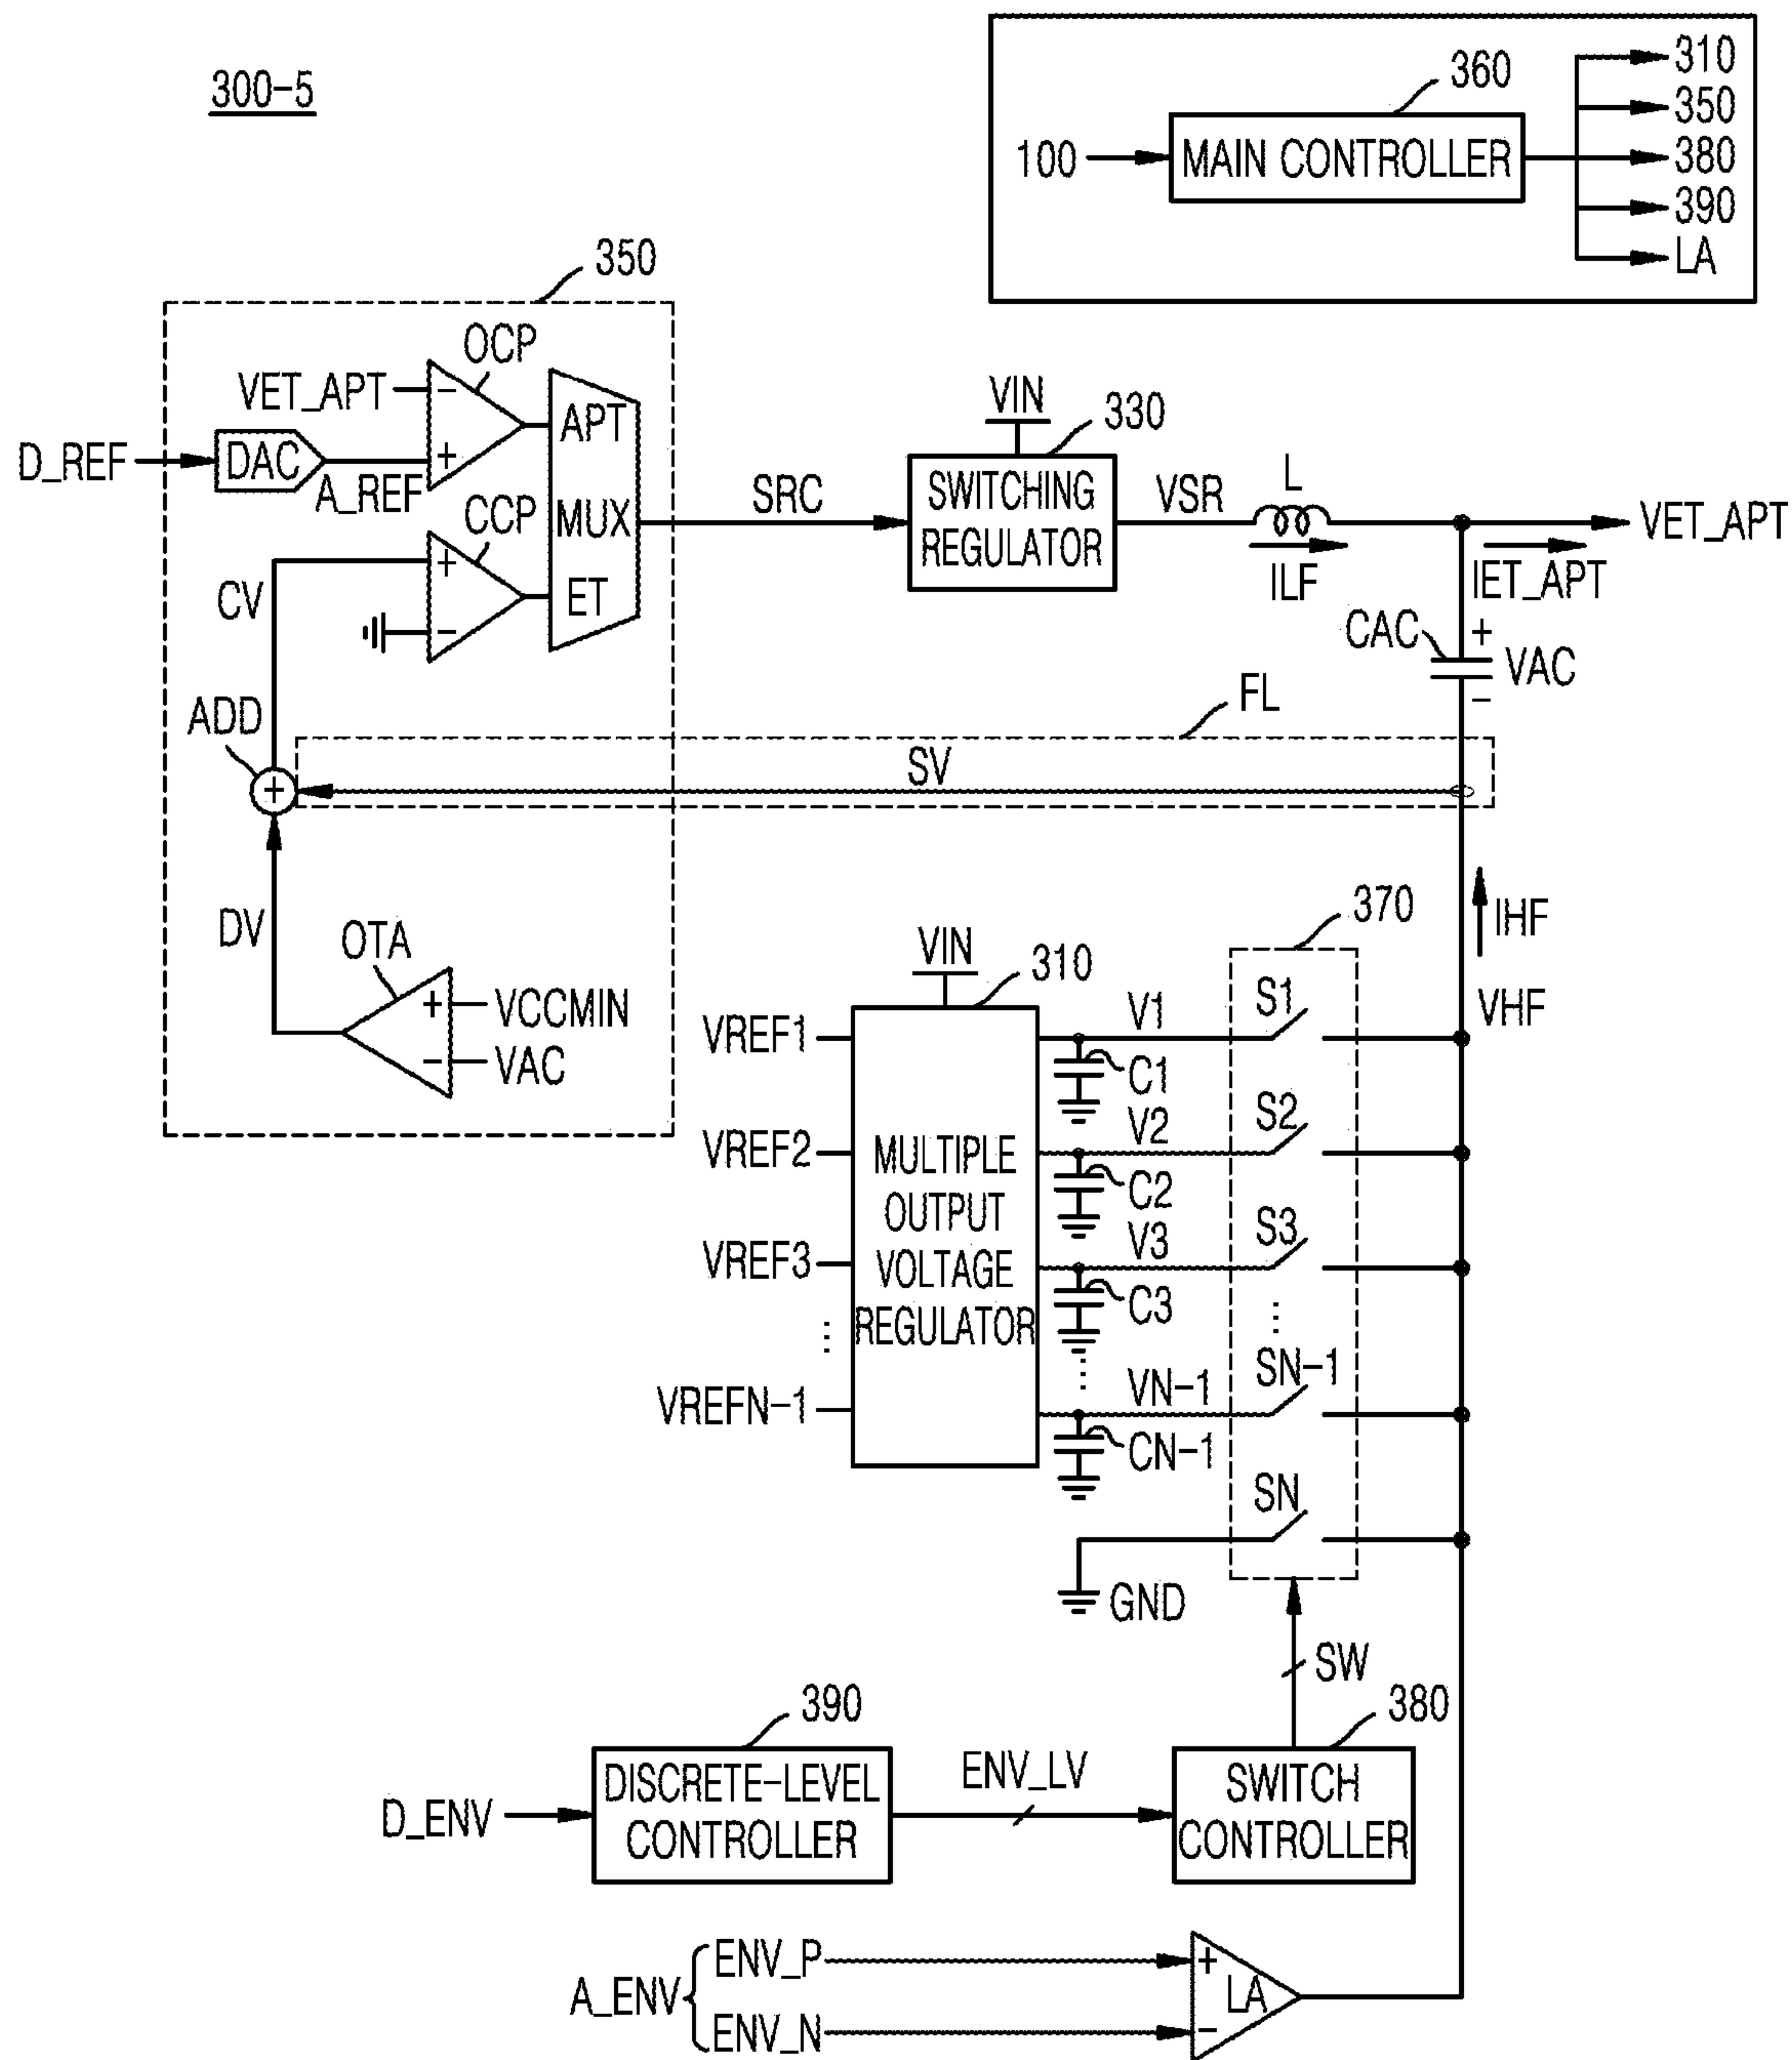 300-5
360
100
MAIN CONTROLLER
310
350
380
390
LA
350
OCP
VET_APT
-
+
D_REF
DAC
A_REF
CCP
+
-
APT
MUX
ET
SRC
VIN
330
SWITCHING
REGULATOR
VSR
L
ILF
VET_APT
IET_APT
CAC
+
VAC
-
CV
ADD
+
FL
SV
DV
OTA
+
VCCMIN
-
VAC
VIN
310
370
IHF
VHF
VREF1
V1
S1
C1
VREF2
V2
S2
C2
VREF3
V3
S3
C3
⋮
⋮
⋮
MULTIPLE
OUTPUT
VOLTAGE
REGULATOR
VREFN-1
VN-1
SN-1
CN-1
SN
GND
SW
390
380
D_ENV
DISCRETE-LEVEL
CONTROLLER
ENV_LV
SWITCH
CONTROLLER
A_ENV
ENV_P
ENV_N
+
LA
-